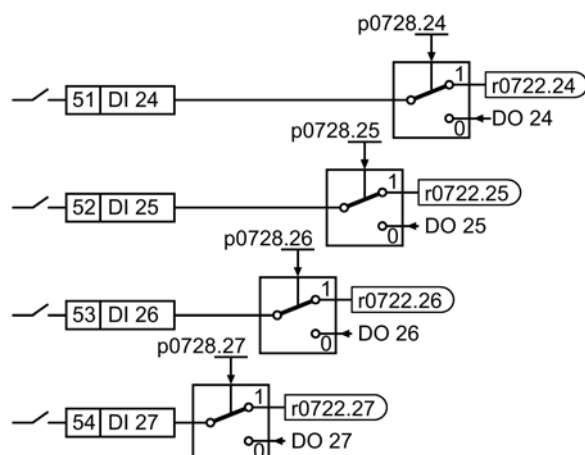 p0728.24
51 DI 24 1 r0722.24
0 DO 24
p0728.25
52 DI 25 1 r0722.25
0 DO 25
p0728.26
53 DI 26 1 r0722.26
0 DO 26
p0728.27
54 DI 27 1 r0722.27
0 DO 27